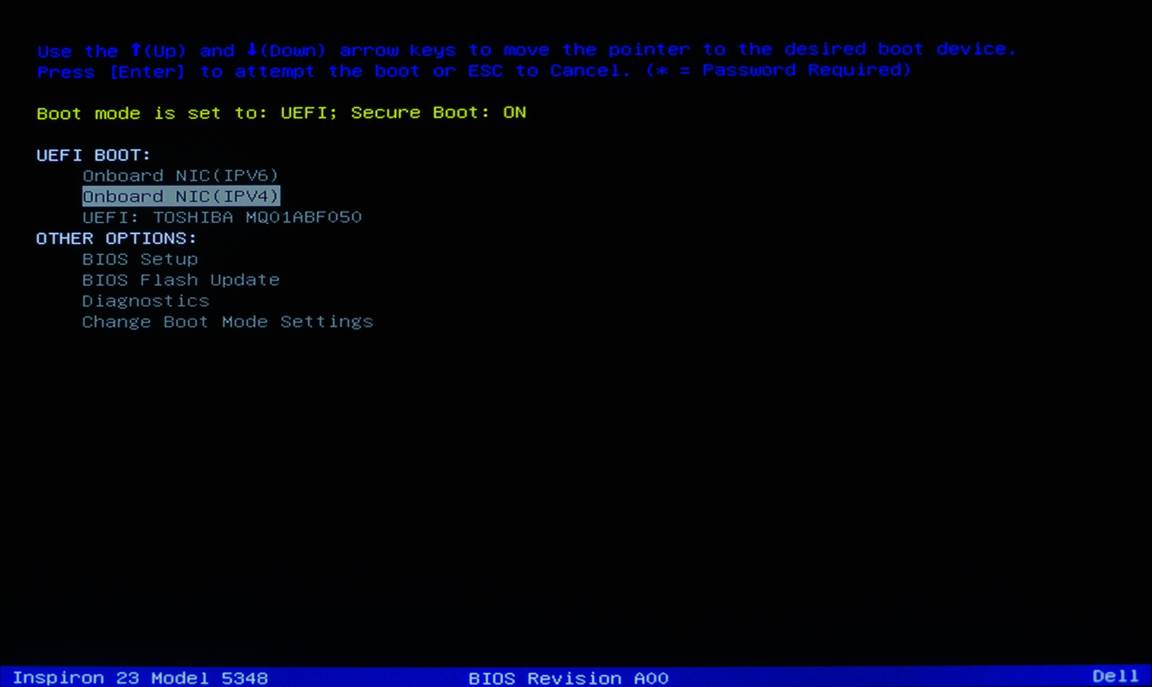 Use the ↑(Up) and ↓(Down) arrow keys to move the pointer to the desired boot device.
Press [Enter] to attempt the boot or ESC to Cancel. (* = Password Required)
Boot mode is set to: UEFI; Secure Boot: ON
UEFI BOOT:
Onboard NIC(IPV6)
Onboard NIC(IPV4)
UEFI: TOSHIBA MQ01ABF050
OTHER OPTIONS:
BIOS Setup
BIOS Flash Update
Diagnostics
Change Boot Mode Settings
Inspiron 23 Model 5348 BIOS Revision A00 Dell